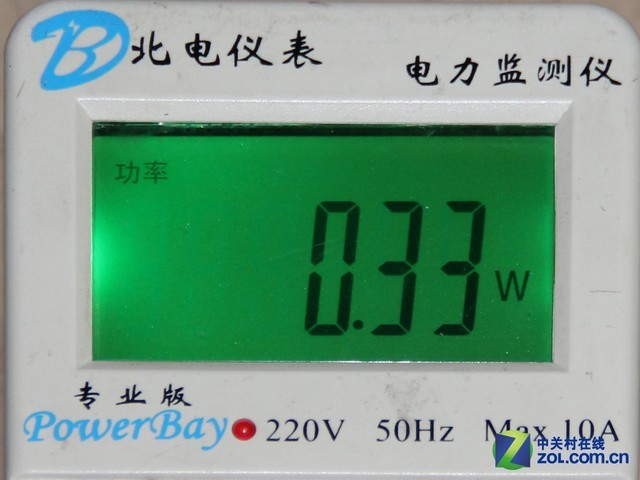 北电仪表
电力监测仪
功率
0.33 W
专业版
PowerBay 220V 50Hz Max 10A
中关村在线
ZOL.COM.CN